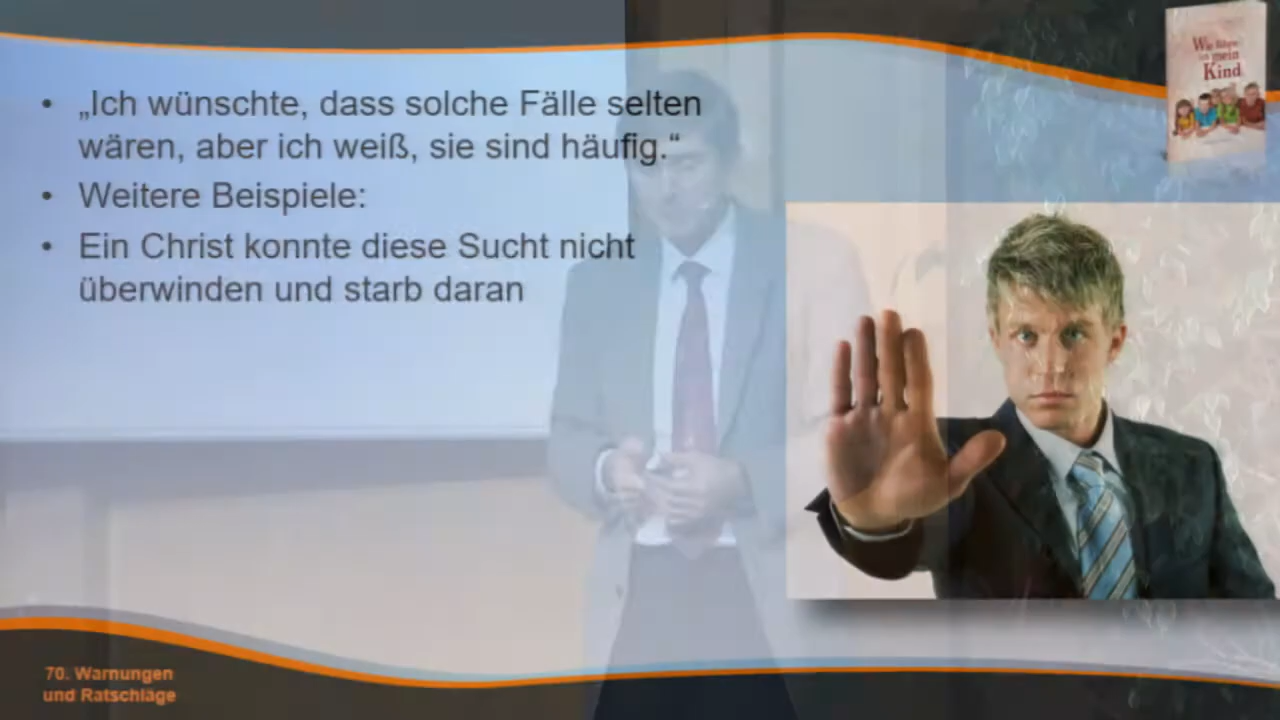 • „Ich wünschte, dass solche Fälle selten
wären, aber ich weiß, sie sind häufig.“
• Weitere Beispiele:
• Ein Christ konnte diese Sucht nicht
überwinden und starb daran
Wie führe
ich mein
Kind
70. Warnungen
und Ratschläge